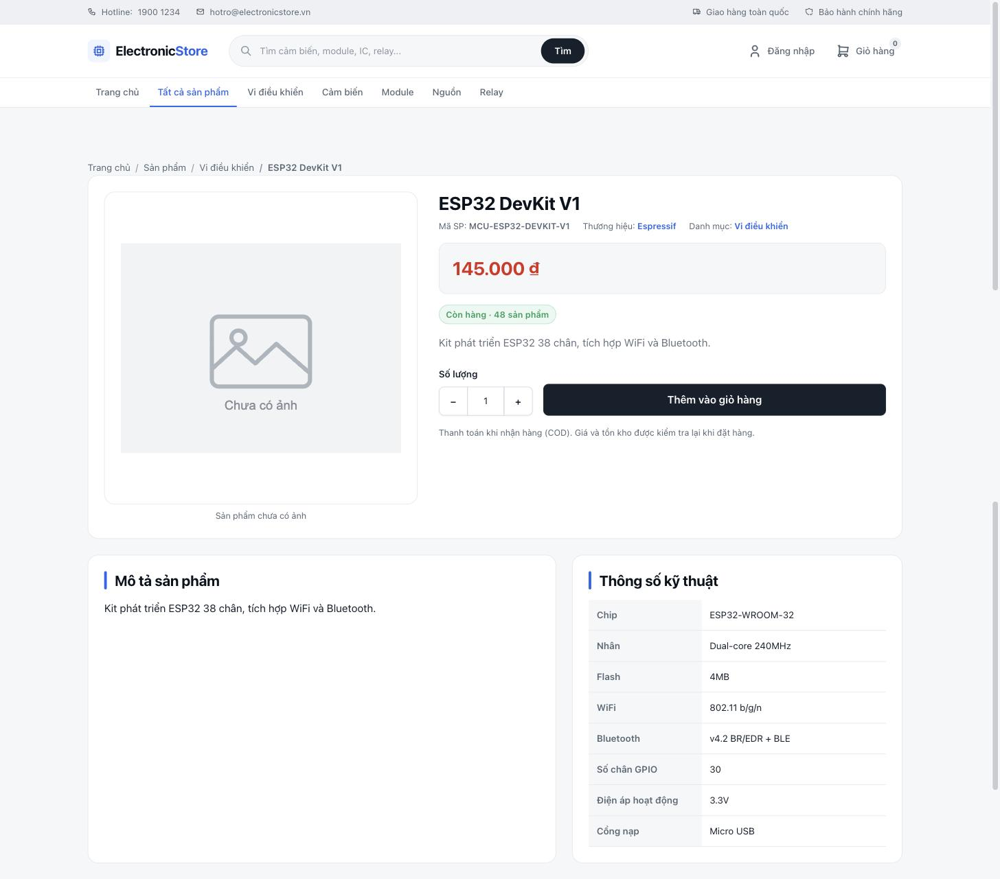 Hotline: 1900 1234 hotro@electronicstore.vn Giao hàng toàn quốc Bảo hành chính hãng
ElectronicStore Tìm cảm biến, module, IC, relay... Tìm Đăng nhập Giỏ hàng 0
Trang chủ Tất cả sản phẩm Vi điều khiển Cảm biến Module Nguồn Relay
Trang chủ / Sản phẩm / Vi điều khiển / ESP32 DevKit V1
Chưa có ảnh
Sản phẩm chưa có ảnh
ESP32 DevKit V1
Mã SP: MCU-ESP32-DEVKIT-V1 Thương hiệu: Espressif Danh mục: Vi điều khiển
145.000 ₫
Còn hàng · 48 sản phẩm
Kit phát triển ESP32 38 chân, tích hợp WiFi và Bluetooth.
Số lượng
− 1 + Thêm vào giỏ hàng
Thanh toán khi nhận hàng (COD). Giá và tồn kho được kiểm tra lại khi đặt hàng.
Mô tả sản phẩm
Kit phát triển ESP32 38 chân, tích hợp WiFi và Bluetooth.
Thông số kỹ thuật
Chip ESP32-WROOM-32
Nhân Dual-core 240MHz
Flash 4MB
WiFi 802.11 b/g/n
Bluetooth v4.2 BR/EDR + BLE
Số chân GPIO 30
Điện áp hoạt động 3.3V
Cổng nạp Micro USB